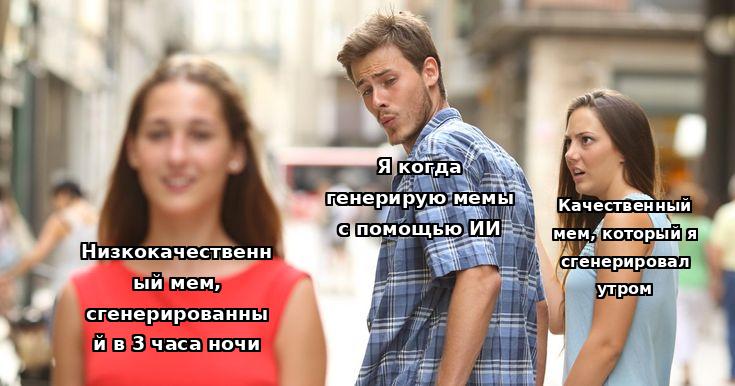 Низкокачественн
ый мем,
сгенерированны
й в 3 часа ночи
Я когда
генерирую мемы
с помощью ИИ
Качественный
мем, который я
сгенерировал
утром